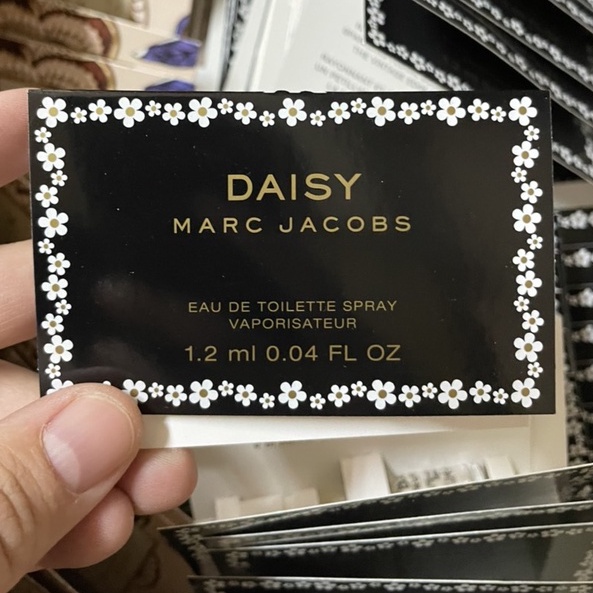 DAISY
MARC JACOBS
EAU DE TOILETTE SPRAY
VAPORISATEUR
1.2 ml 0.04 FL OZ